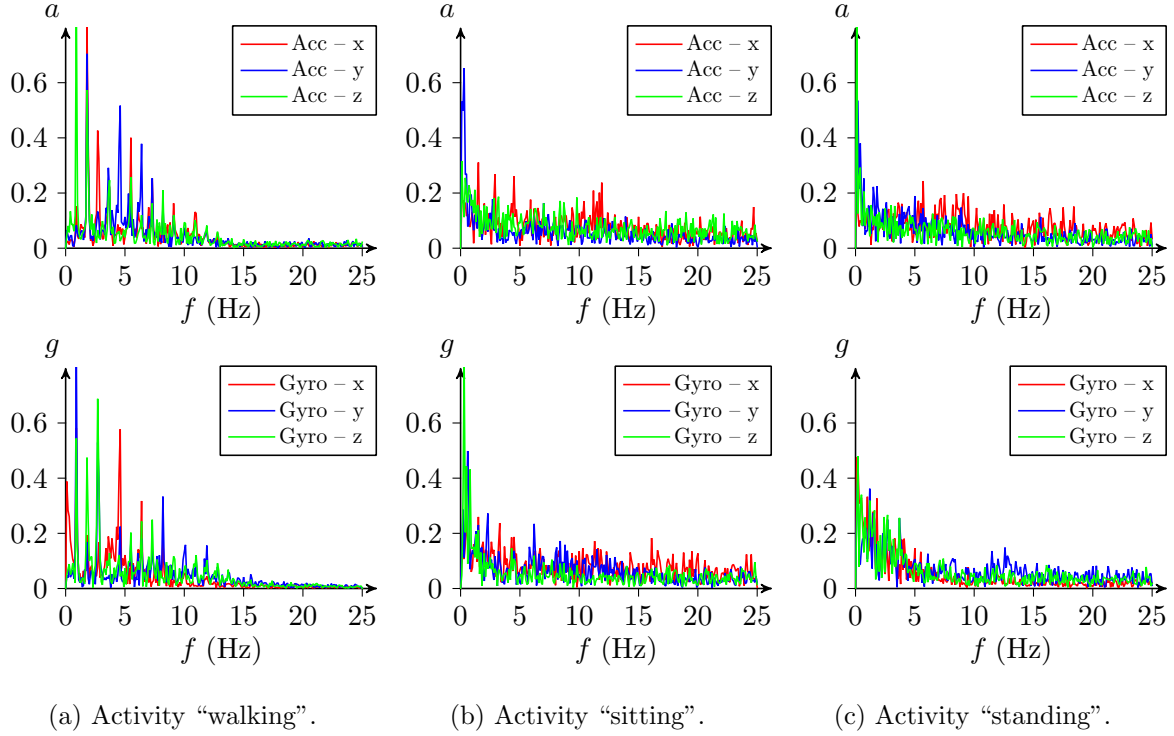 a a a
Acc – x Acc – x Acc – x
Acc – y Acc – y Acc – y
Acc – z Acc – z Acc – z
0.6 0.6 0.6
0.4 0.4 0.4
0.2 0.2 0.2
0 0 0
0 5 10 15 20 25 0 5 10 15 20 25 0 5 10 15 20 25
f (Hz) f (Hz) f (Hz)
g g g
Gyro – x Gyro – x Gyro – x
Gyro – y Gyro – y Gyro – y
Gyro – z Gyro – z Gyro – z
0.6 0.6 0.6
0.4 0.4 0.4
0.2 0.2 0.2
0 0 0
0 5 10 15 20 25 0 5 10 15 20 25 0 5 10 15 20 25
f (Hz) f (Hz) f (Hz)
(a) Activity “walking”. (b) Activity “sitting”. (c) Activity “standing”.